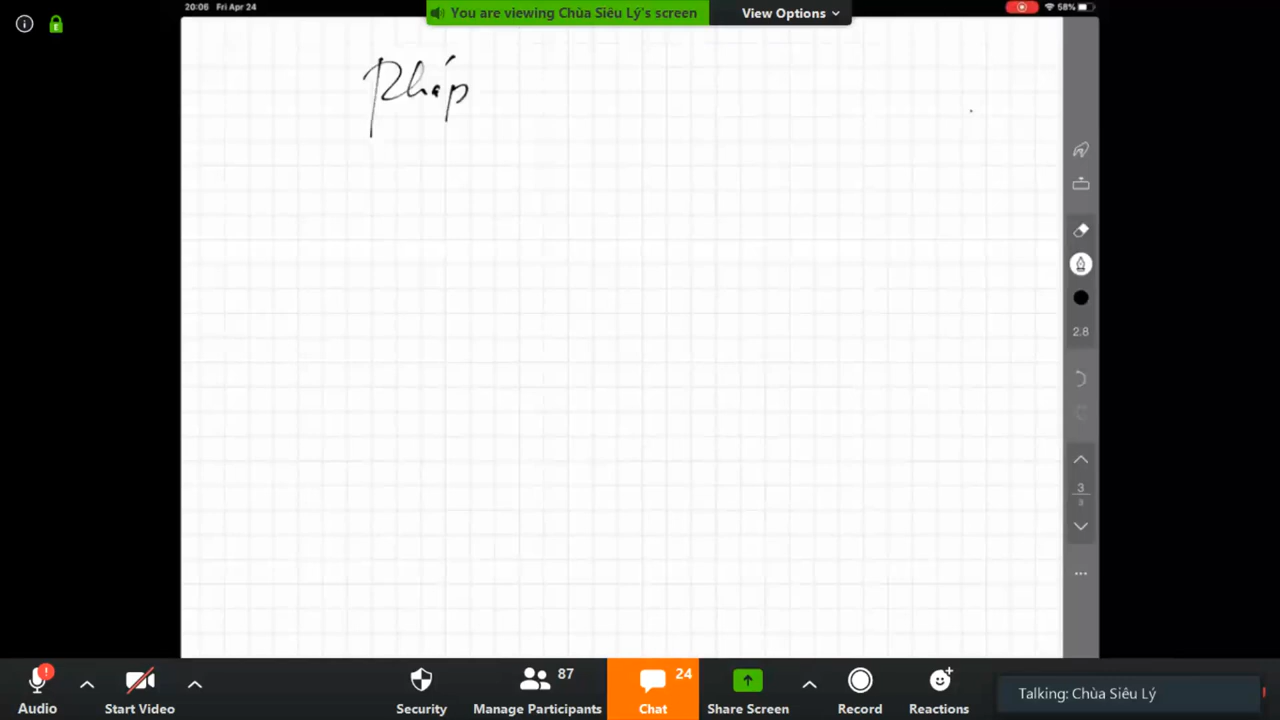 20:06 Fri Apr 24
You are viewing Chùa Siêu Lý's screen
View Options
58%
Pháp
2.8
3
3
Audio
Start Video
Security
87
Manage Participants
24
Chat
Share Screen
Record
Reactions
Talking: Chùa Siêu Lý